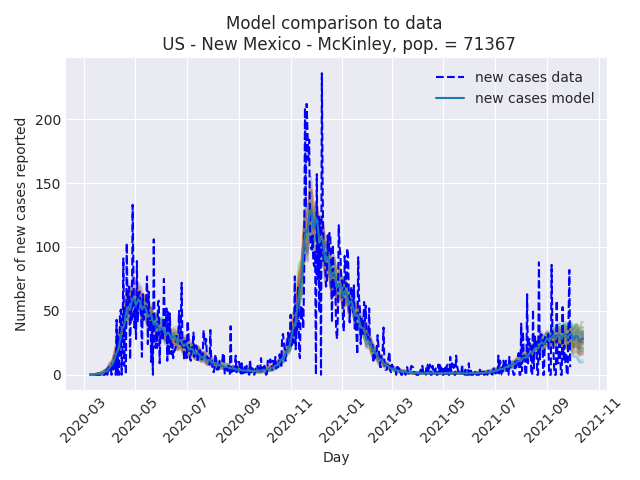 Model comparison to data
US - New Mexico - McKinley, pop. = 71367
new cases data
new cases model
Number of new cases reported
200
150
100
50
0
2020-03
2020-05
2020-07
2020-09
2020-11
2021-01
2021-03
2021-05
2021-07
2021-09
2021-11
Day